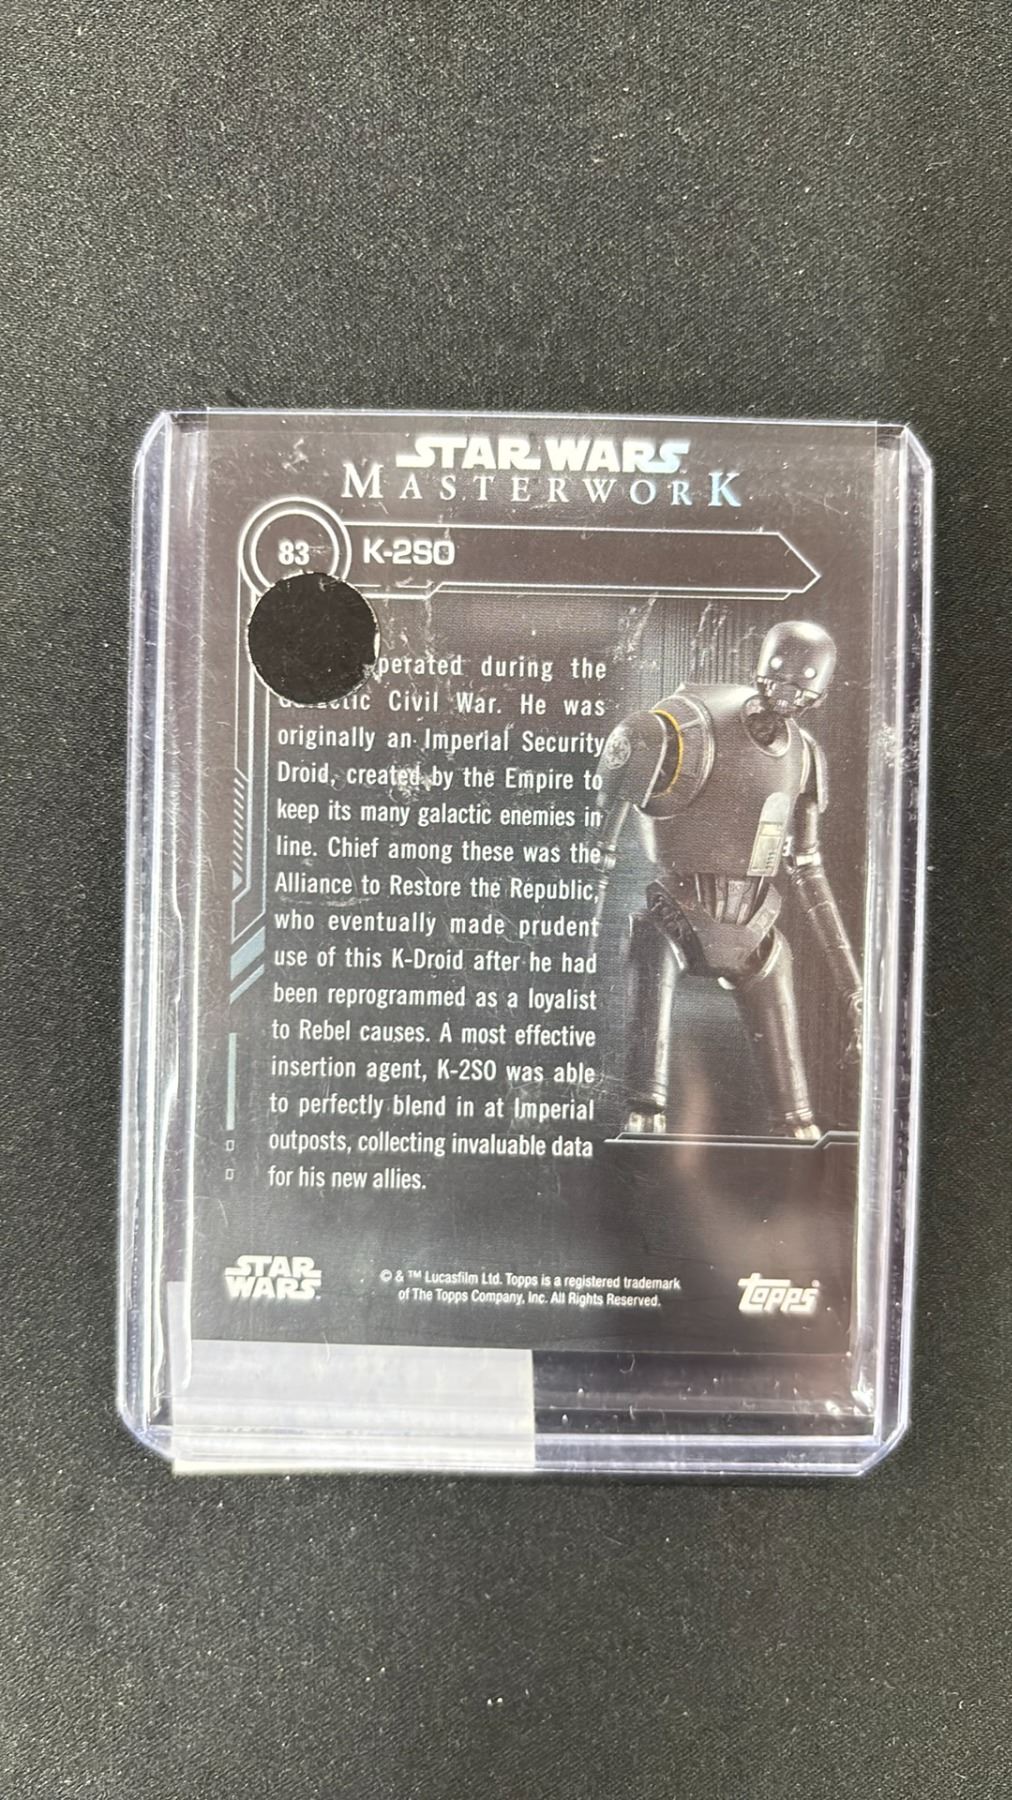 STAR WARS
MASTERWORK
83 K-2SO
perated during the
Civil War. He was
originally an Imperial Security
Droid, created by the Empire to
keep its many galactic enemies in
line. Chief among these was the
Alliance to Restore the Republic,
who eventually made prudent
use of this K-Droid after he had
been reprogrammed as a loyalist
to Rebel causes. A most effective
insertion agent, K-2SO was able
to perfectly blend in at Imperial
outposts, collecting invaluable data
for his new allies.
STAR
WARS
© & ™ Lucasfilm Ltd. Topps is a registered trademark
of The Topps Company, Inc. All Rights Reserved.
topps®